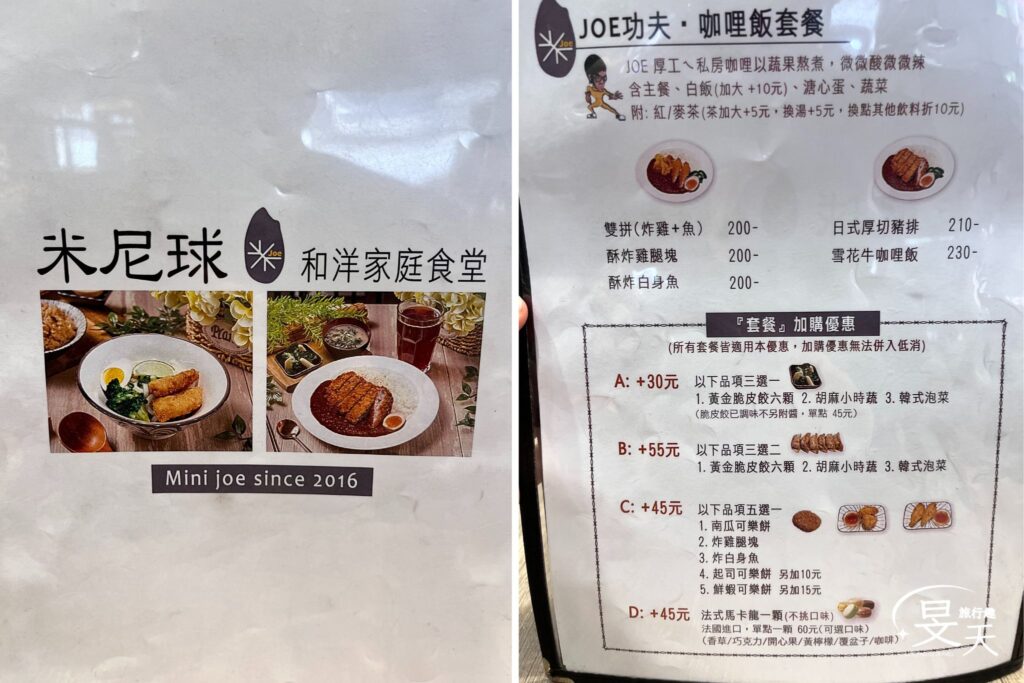 米尼球
米
Joe
和洋家庭食堂
Mini joe since 2016
米
Joe
JOE功夫・咖哩飯套餐
JOE 厚工ㄟ私房咖哩以蔬果熬煮，微微酸微微辣
含主餐、白飯(加大 +10元)、溏心蛋、蔬菜
附: 紅/麥茶(茶加大+5元，換湯+5元，換點其他飲料折10元)
雙拼(炸雞+魚) 200-
酥炸雞腿塊 200-
酥炸白身魚 200-
日式厚切豬排 210-
雪花牛咖哩飯 230-
『套餐』加購優惠
(所有套餐皆適用本優惠，加購優惠無法併入低消)
A: +30元 以下品項三選一
1. 黃金脆皮餃六顆 2. 胡麻小時蔬 3. 韓式泡菜
(脆皮餃已調味不另附醬，單點 45元)
B: +55元 以下品項三選二
1. 黃金脆皮餃六顆 2. 胡麻小時蔬 3. 韓式泡菜
C: +45元 以下品項五選一
1. 南瓜可樂餅
2. 炸雞腿塊
3. 炸白身魚
4. 起司可樂餅 另加10元
5. 鮮蝦可樂餅 另加15元
D: +45元 法式馬卡龍一顆(不挑口味)
法國進口，單點一顆 60元(可選口味)
(香草/巧克力/開心果/黃檸檬/覆盆子/咖啡)
旻天